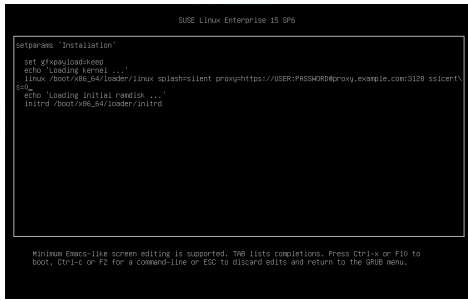 SUSE Linux Enterprise 15 SP6
setparams 'Installation'
set gfxpayload=keep
echo 'Loading kernel ...'
linux /boot/x86_64/loader/linux splash=silent proxy=https://USER:PASSWORD@proxy.example.com:3128 sslcert\
s=0_
echo 'Loading initial ramdisk ...'
initrd /boot/x86_64/loader/initrd
Minimum Emacs-like screen editing is supported. TAB lists completions. Press Ctrl-x or F10 to
boot, Ctrl-c or F2 for a command-line or ESC to discard edits and return to the GRUB menu.